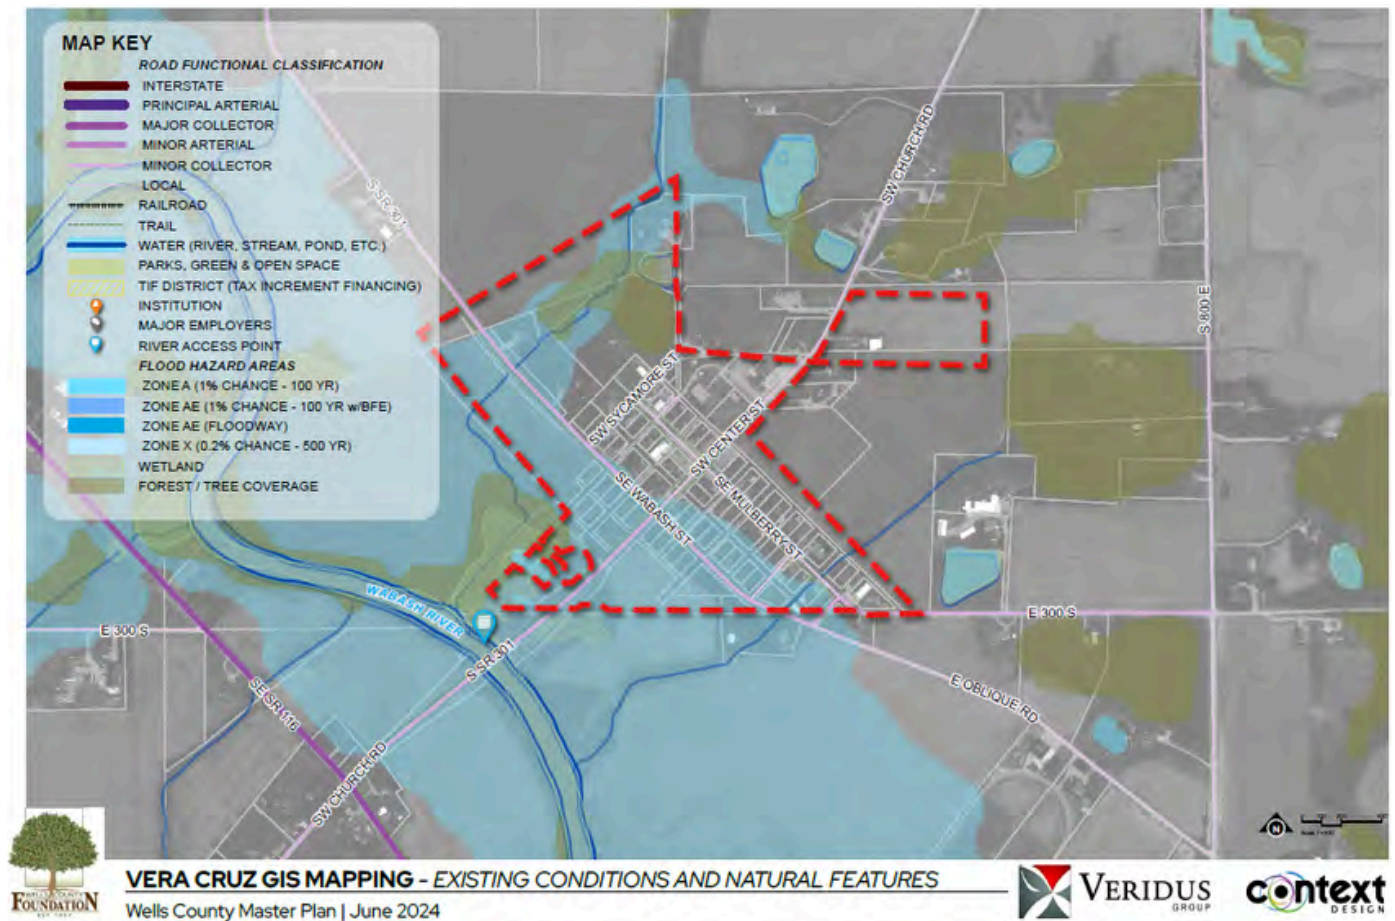 MAP KEY
ROAD FUNCTIONAL CLASSIFICATION
INTERSTATE
PRINCIPAL ARTERIAL
MAJOR COLLECTOR
MINOR ARTERIAL
MINOR COLLECTOR
LOCAL
RAILROAD
TRAIL
WATER (RIVER, STREAM, POND, ETC.)
PARKS, GREEN & OPEN SPACE
TIF DISTRICT (TAX INCREMENT FINANCING)
INSTITUTION
MAJOR EMPLOYERS
RIVER ACCESS POINT
FLOOD HAZARD AREAS
ZONE A (1% CHANCE - 100 YR)
ZONE AE (1% CHANCE - 100 YR w/BFE)
ZONE AE (FLOODWAY)
ZONE X (0.2% CHANCE - 500 YR)
WETLAND
FOREST / TREE COVERAGE
S SR 301
SW CHURCH RD
S 800 E
SW SYCAMORE ST
SW CENTER ST
SE WABASH ST
SE MULBERRY ST
WABASH RIVER
E 300 S
E 300 S
S SR 301
SE SR 116
E OBLIQUE RD
SW CHURCH RD
N
WELLS COUNTY
FOUNDATION
VERA CRUZ GIS MAPPING - EXISTING CONDITIONS AND NATURAL FEATURES
Wells County Master Plan | June 2024
VERIDUS
GROUP
context
DESIGN